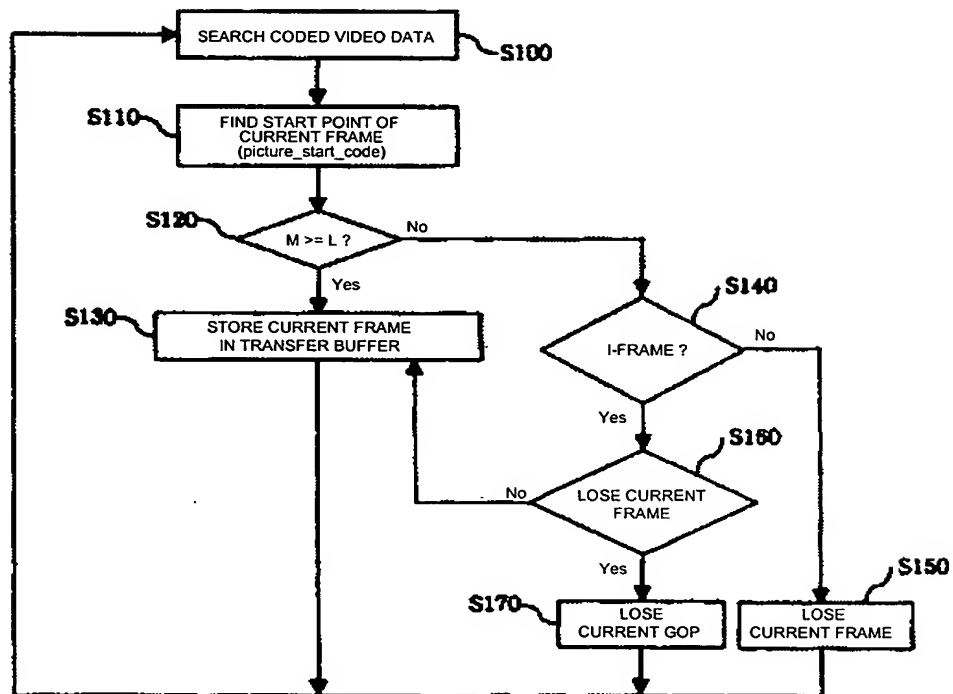 SEARCH CODED VIDEO DATA
S100
S110
FIND START POINT OF
CURRENT FRAME
(picture_start_code)
S120
M >= L ?
No
Yes
S130
STORE CURRENT FRAME
IN TRANSFER BUFFER
S140
I-FRAME ?
No
Yes
S160
LOSE CURRENT
FRAME
No
Yes
S170
LOSE
CURRENT GOP
S150
LOSE
CURRENT FRAME